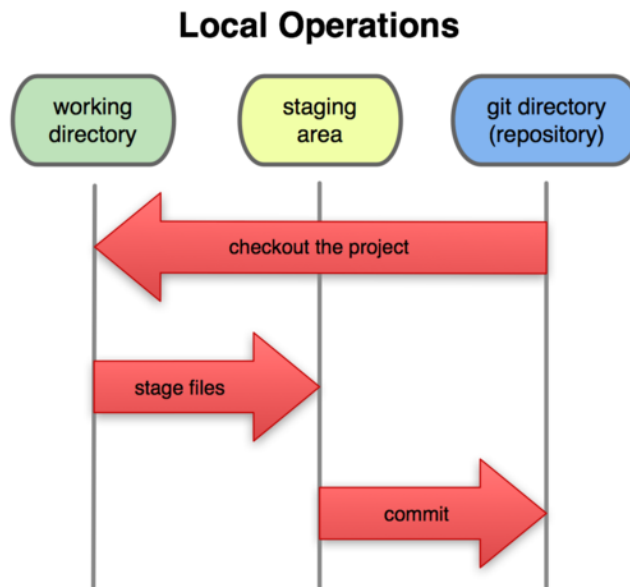 Local Operations
working
directory
staging
area
git directory
(repository)
checkout the project
stage files
commit